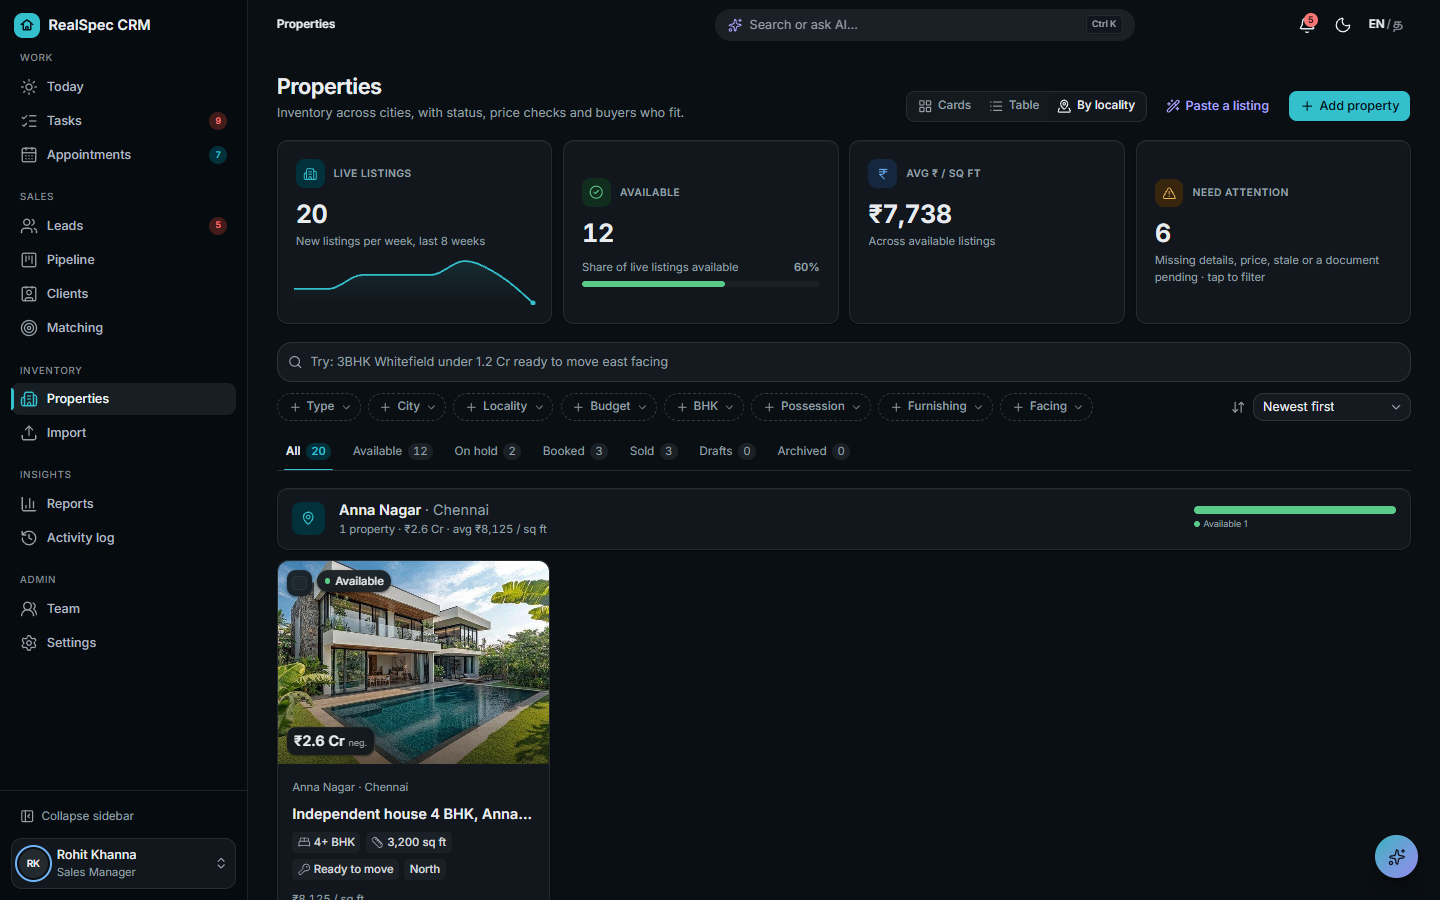 RealSpec CRM
WORK
Today
Tasks 9
Appointments 7
SALES
Leads 5
Pipeline
Clients
Matching
INVENTORY
Properties
Import
INSIGHTS
Reports
Activity log
ADMIN
Team
Settings
Collapse sidebar
RK
Rohit Khanna
Sales Manager
Properties
Search or ask AI... Ctrl K
5
EN / த
Properties
Inventory across cities, with status, price checks and buyers who fit.
Cards Table By locality Paste a listing + Add property
LIVE LISTINGS
20
New listings per week, last 8 weeks
AVAILABLE
12
Share of live listings available 60%
₹ AVG ₹ / SQ FT
₹7,738
Across available listings
NEED ATTENTION
6
Missing details, price, stale or a document
pending · tap to filter
Try: 3BHK Whitefield under 1.2 Cr ready to move east facing
+ Type + City + Locality + Budget + BHK + Possession + Furnishing + Facing Newest first
All 20 Available 12 On hold 2 Booked 3 Sold 3 Drafts 0 Archived 0
Anna Nagar · Chennai
1 property · ₹2.6 Cr · avg ₹8,125 / sq ft
Available 1
Available
₹2.6 Cr neg.
Anna Nagar · Chennai
Independent house 4 BHK, Anna...
4+ BHK 3,200 sq ft
Ready to move North
₹8,125 / sq ft